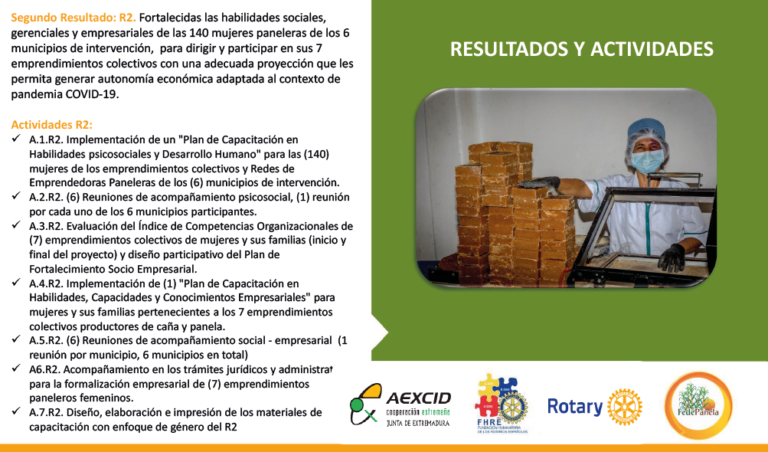 Segundo Resultado: R2. Fortalecidas las habilidades sociales,
gerenciales y empresariales de las 140 mujeres paneleras de los 6
municipios de intervención, para dirigir y participar en sus 7
emprendimientos colectivos con una adecuada proyección que les
permita generar autonomía económica adaptada al contexto de
pandemia COVID-19.
Actividades R2:
✓ A.1.R2. Implementación de un "Plan de Capacitación en
Habilidades psicosociales y Desarrollo Humano" para las (140)
mujeres de los emprendimientos colectivos y Redes de
Emprendedoras Paneleras de los (6) municipios de intervención.
✓ A.2.R2. (6) Reuniones de acompañamiento psicosocial, (1) reunión
por cada uno de los 6 municipios participantes.
✓ A.3.R2. Evaluación del Índice de Competencias Organizacionales de
(7) emprendimientos colectivos de mujeres y sus familias (inicio y
final del proyecto) y diseño participativo del Plan de
Fortalecimiento Socio Empresarial.
✓ A.4.R2. Implementación de (1) "Plan de Capacitación en
Habilidades, Capacidades y Conocimientos Empresariales" para
mujeres y sus familias pertenecientes a los 7 emprendimientos
colectivos productores de caña y panela.
✓ A.5.R2. (6) Reuniones de acompañamiento social - empresarial (1
reunión por municipio, 6 municipios en total)
✓ A6.R2. Acompañamiento en los trámites jurídicos y administrat
para la formalización empresarial de (7) emprendimientos
paneleros femeninos.
✓ A.7.R2. Diseño, elaboración e impresión de los materiales de
capacitación con enfoque de género del R2
RESULTADOS Y ACTIVIDADES
AEXCID
cooperación extremeña
JUNTA DE EXTREMADURA
FHRE
Rotary
FedePanela